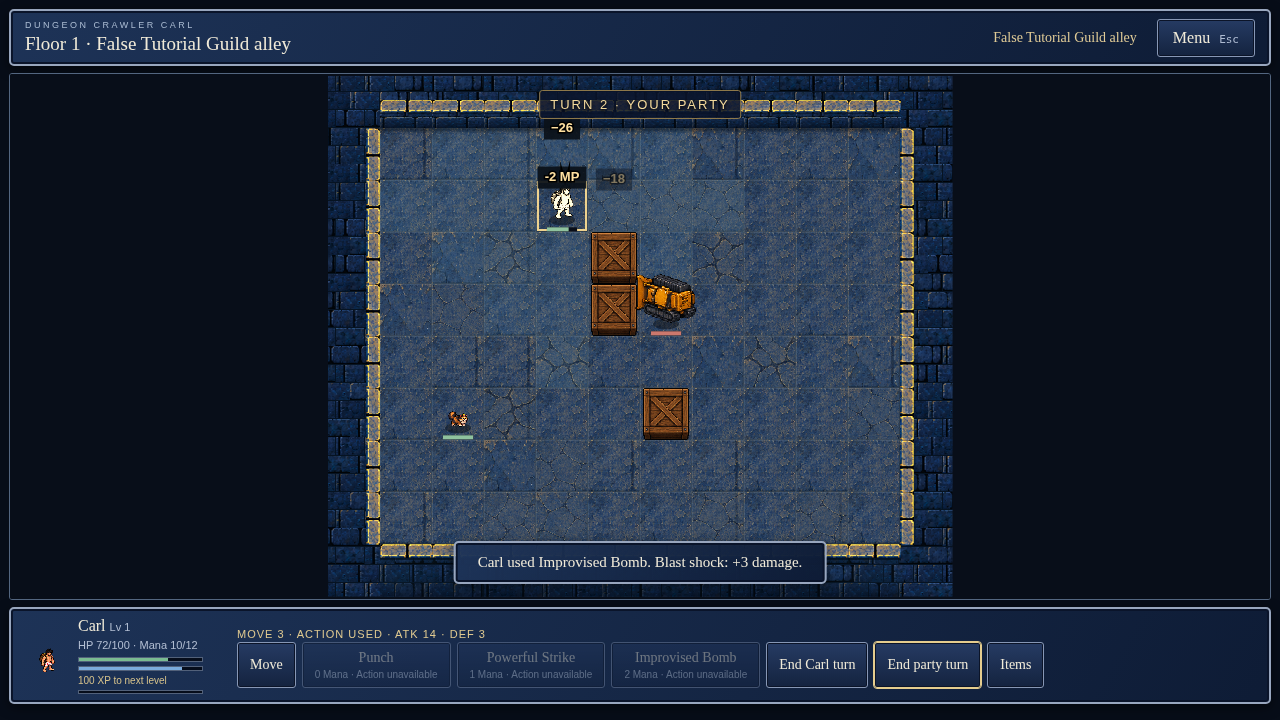 DUNGEON CRAWLER CARL
Floor 1 · False Tutorial Guild alley
False Tutorial Guild alley
Menu Esc
TURN 2 · YOUR PARTY
−26
-2 MP
−18
Carl used Improvised Bomb. Blast shock: +3 damage.
Carl Lv 1
HP 72/100 · Mana 10/12
100 XP to next level
MOVE 3 · ACTION USED · ATK 14 · DEF 3
Move
Punch
0 Mana · Action unavailable
Powerful Strike
1 Mana · Action unavailable
Improvised Bomb
2 Mana · Action unavailable
End Carl turn
End party turn
Items